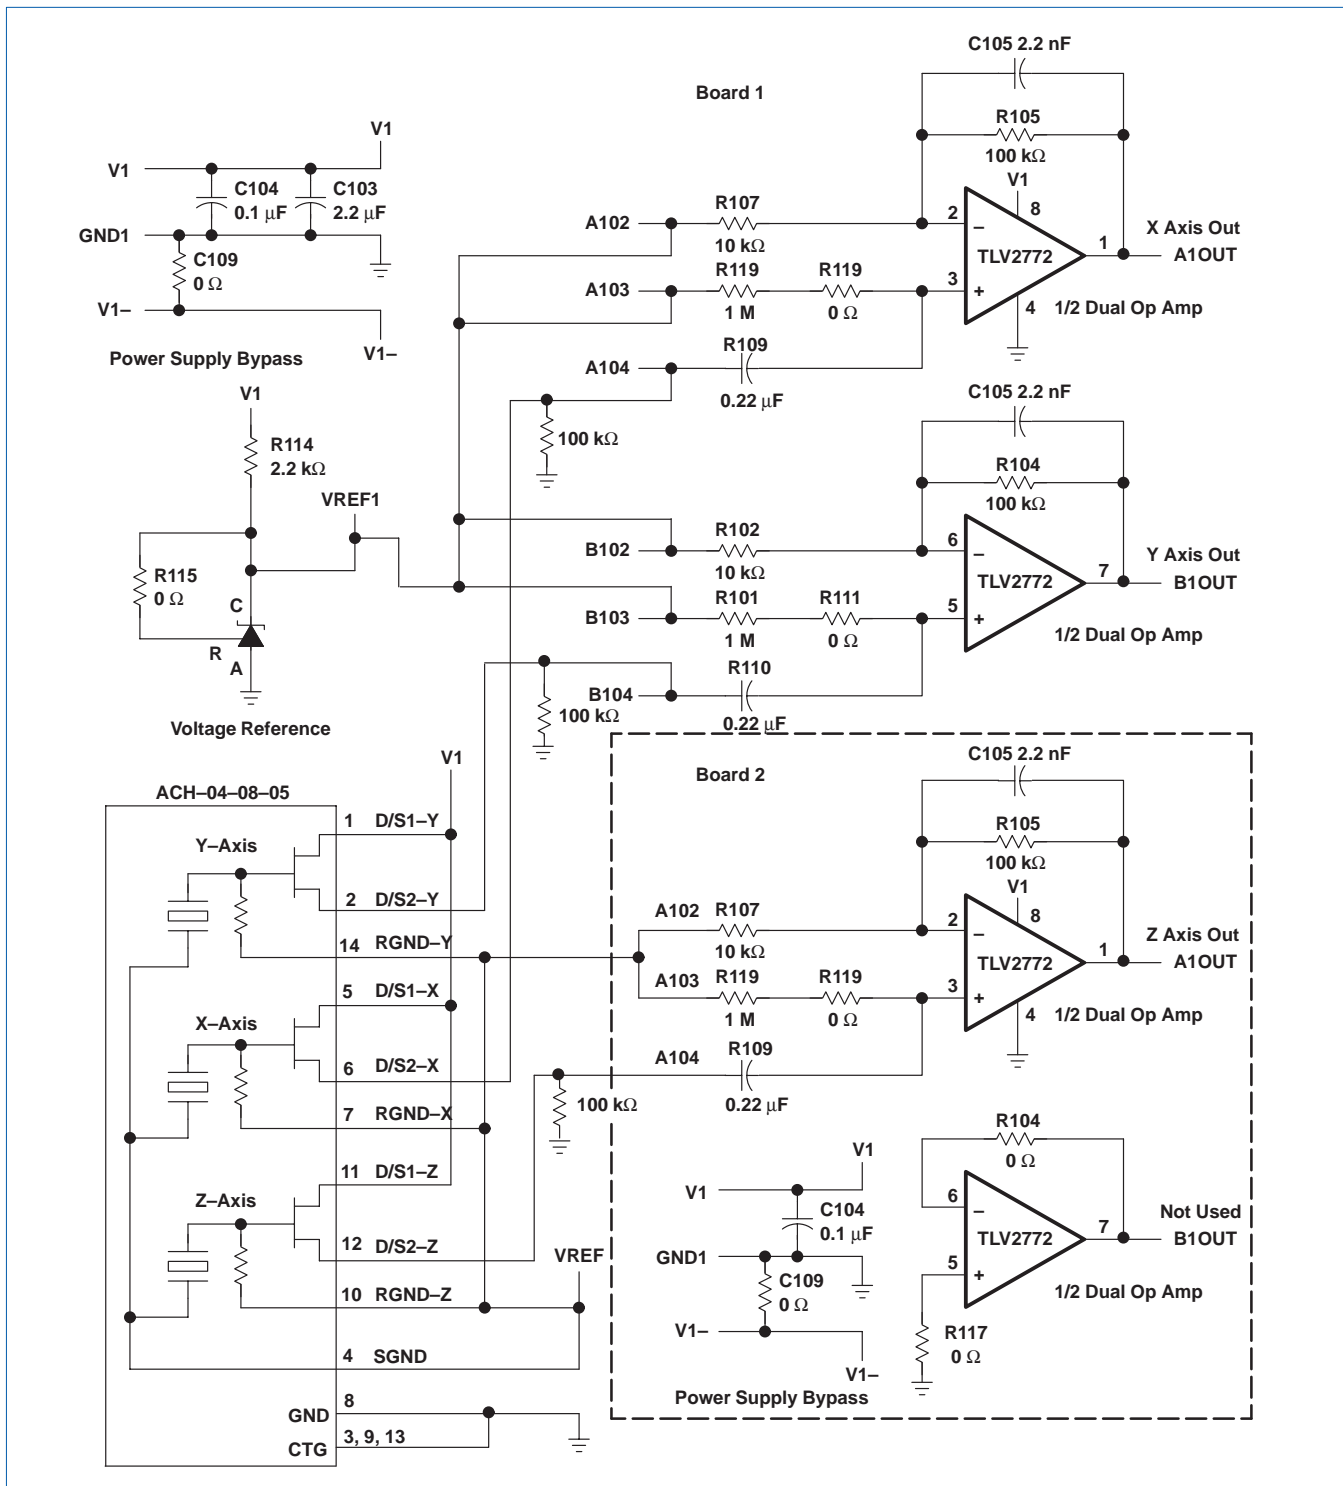 Board 1
C105 2.2 nF
R105
100 kΩ
V1
8
V1
V1
C104
0.1 μF
C103
2.2 μF
GND1
C109
0 Ω
V1–
V1–
Power Supply Bypass
A102
R107
10 kΩ
2
–
TLV2772
1
X Axis Out
A1OUT
A103
R119
1 M
R119
0 Ω
3
+
4
1/2 Dual Op Amp
A104
R109
0.22 μF
100 kΩ
V1
R114
2.2 kΩ
VREF1
R115
0 Ω
C
R
A
Voltage Reference
C105 2.2 nF
R104
100 kΩ
B102
R102
10 kΩ
6
–
TLV2772
7
Y Axis Out
B1OUT
B103
R101
1 M
R111
0 Ω
5
+
1/2 Dual Op Amp
B104
R110
0.22 μF
100 kΩ
V1
ACH–04–08–05
Y–Axis
1 D/S1–Y
2 D/S2–Y
14 RGND–Y
X–Axis
5 D/S1–X
6 D/S2–X
7 RGND–X
Z–Axis
11 D/S1–Z
12 D/S2–Z
10 RGND–Z
VREF
4 SGND
GND
8
CTG
3, 9, 13
Board 2
C105 2.2 nF
R105
100 kΩ
V1
8
A102
R107
10 kΩ
2
–
TLV2772
1
Z Axis Out
A1OUT
A103
R119
1 M
R119
0 Ω
3
+
4
1/2 Dual Op Amp
A104
R109
0.22 μF
100 kΩ
V1
V1
C104
0.1 μF
GND1
C109
0 Ω
V1–
V1–
Power Supply Bypass
R104
0 Ω
6
–
TLV2772
7
Not Used
B1OUT
5
+
1/2 Dual Op Amp
R117
0 Ω